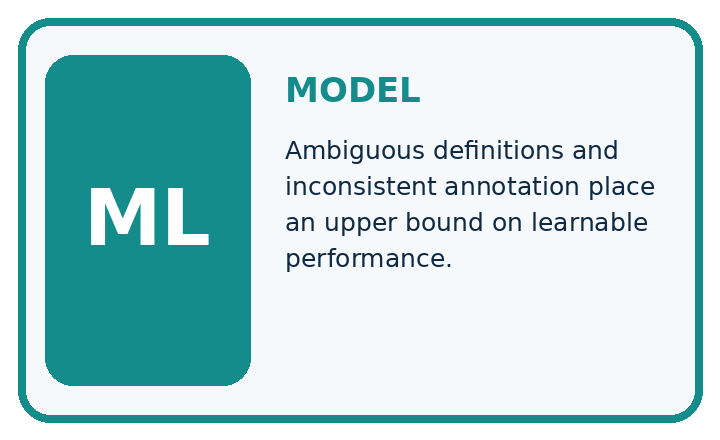 ML
MODEL
Ambiguous definitions and
inconsistent annotation place
an upper bound on learnable
performance.